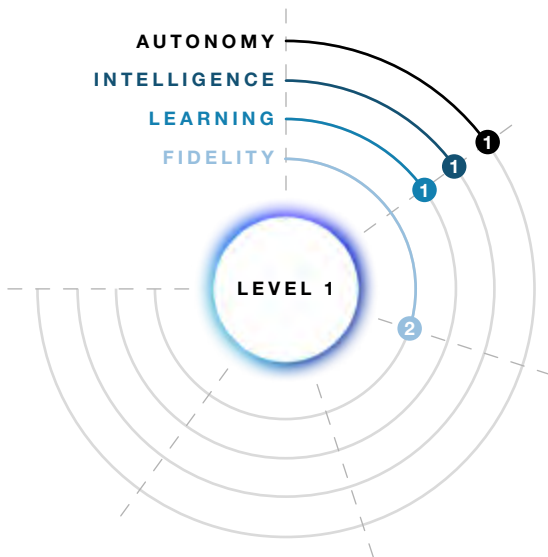 AUTONOMY
INTELLIGENCE
LEARNING
FIDELITY
1
1
1
LEVEL 1
2